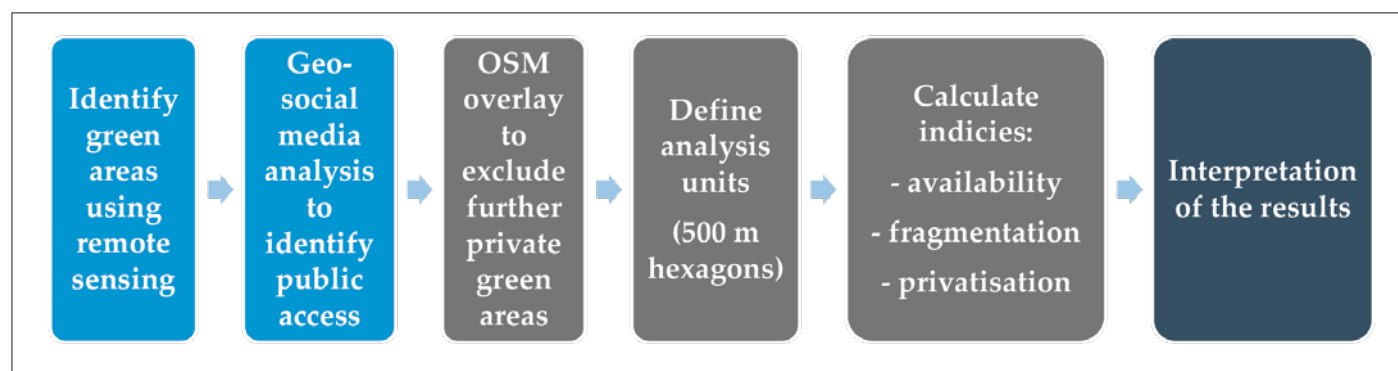 Identify
green
areas
using
remote
sensing
Geo-
social
media
analysis
to
identify
public
access
OSM
overlay
to
exclude
further
private
green
areas
Define
analysis
units
(500 m
hexagons)
Calculate
indicies:
- availability
- fragmentation
- privatisation
Interpretation
of the results